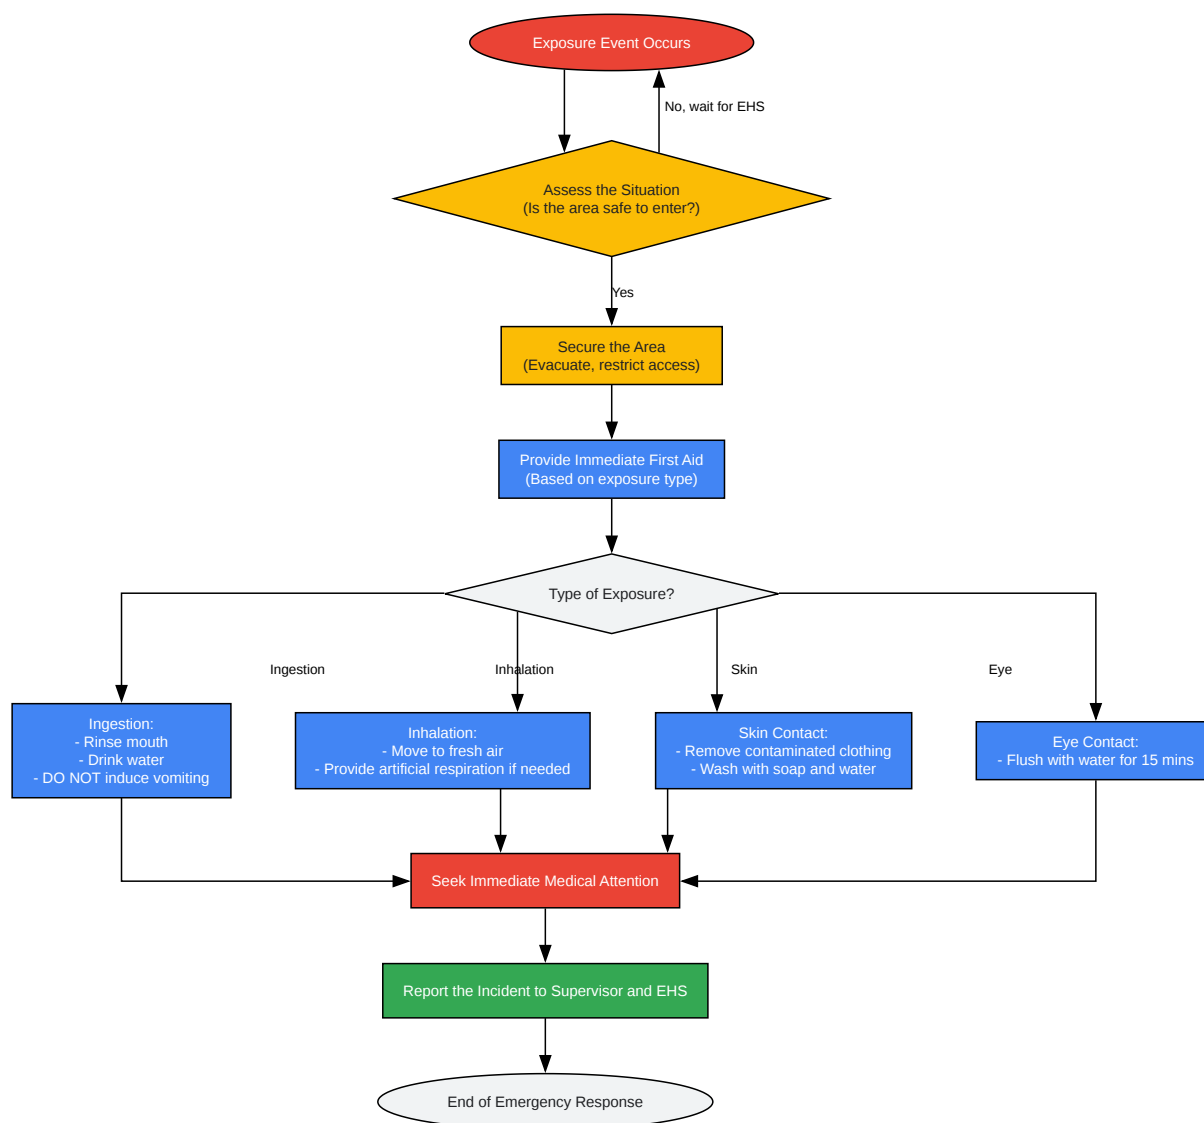 Exposure Event Occurs
No, wait for EHS
Assess the Situation
(Is the area safe to enter?)
Yes
Secure the Area
(Evacuate, restrict access)
Provide Immediate First Aid
(Based on exposure type)
Type of Exposure?
Ingestion
Inhalation
Skin
Eye
Ingestion:
- Rinse mouth
- Drink water
- DO NOT induce vomiting
Inhalation:
- Move to fresh air
- Provide artificial respiration if needed
Skin Contact:
- Remove contaminated clothing
- Wash with soap and water
Eye Contact:
- Flush with water for 15 mins
Seek Immediate Medical Attention
Report the Incident to Supervisor and EHS
End of Emergency Response